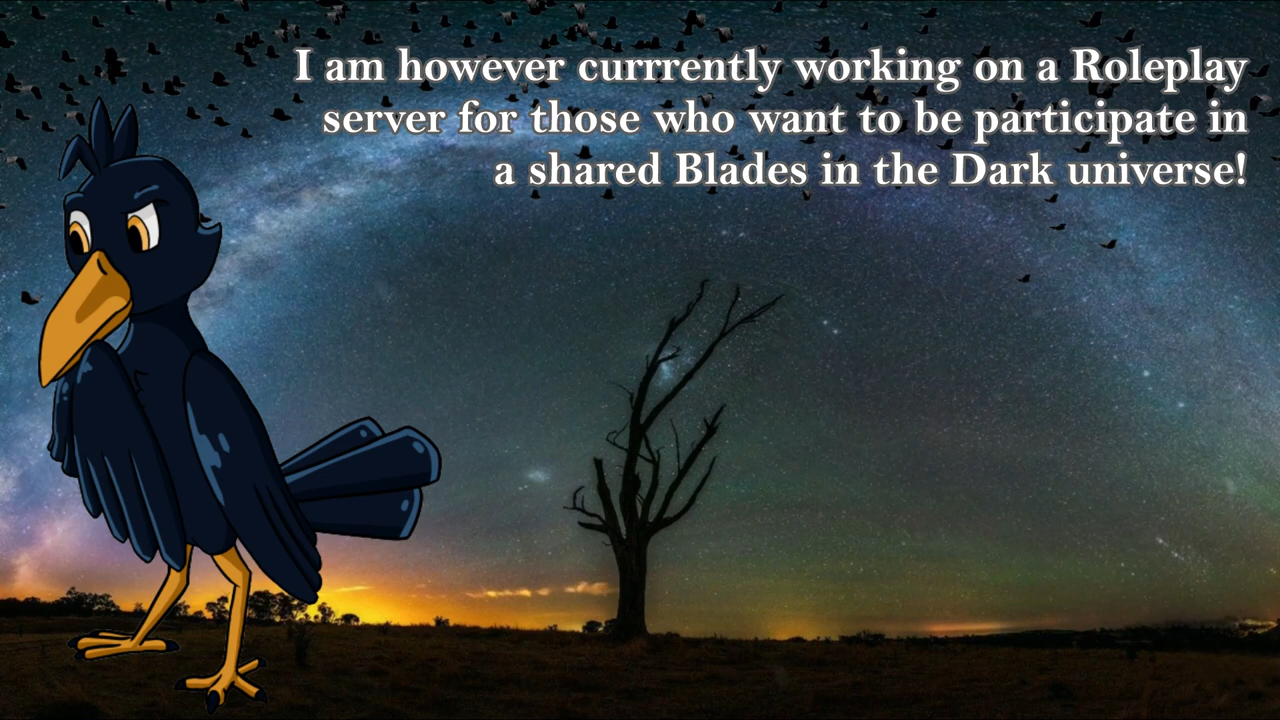 I am however currrently working on a Roleplay
server for those who want to be participate in
a shared Blades in the Dark universe!